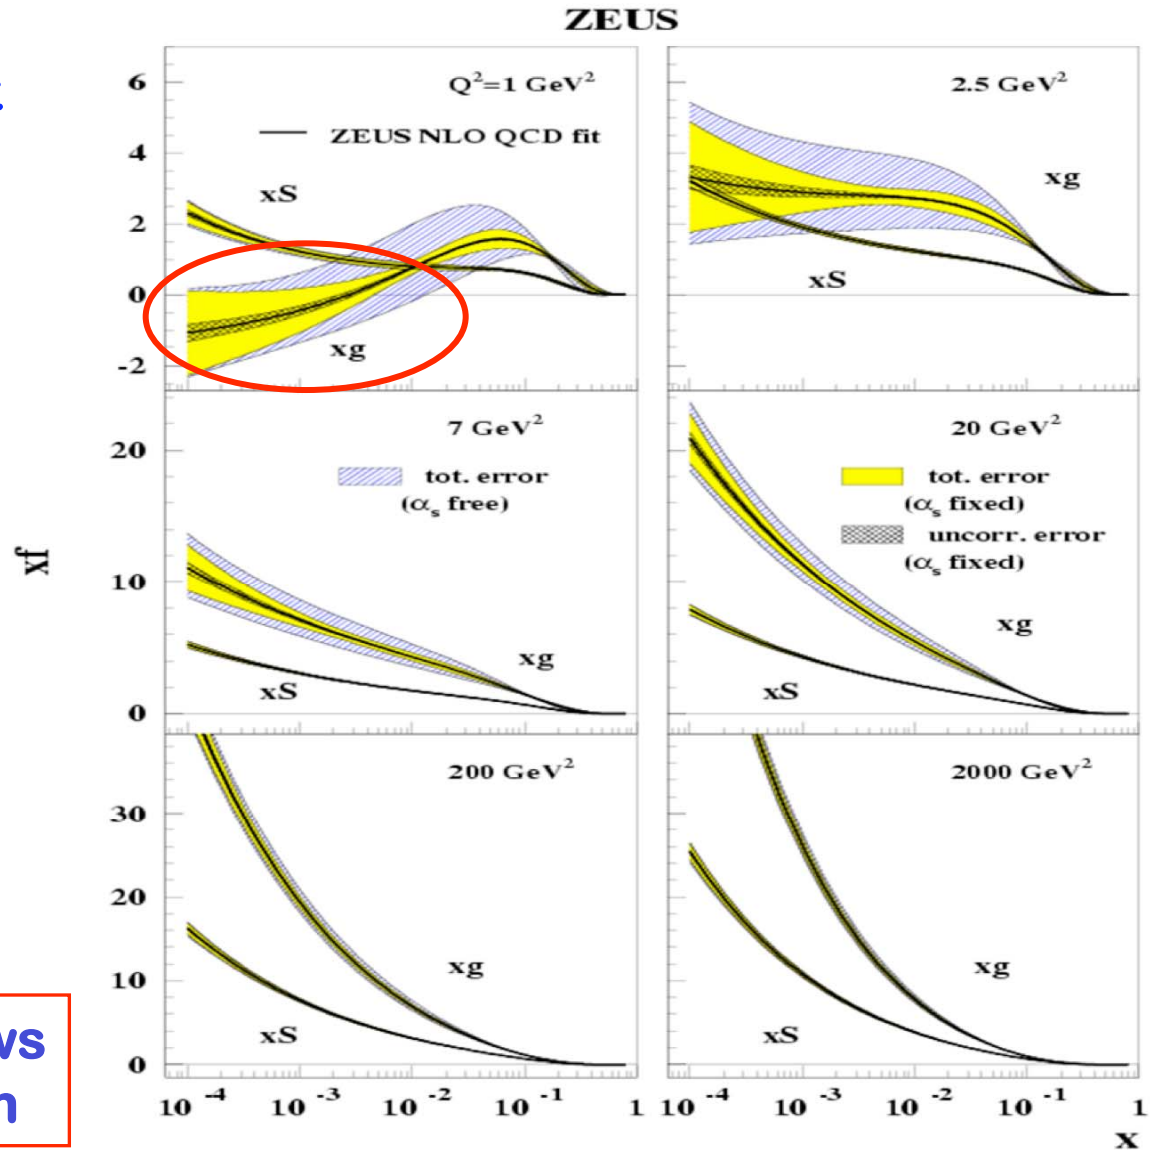 ZEUS
Q²=1 GeV²
ZEUS NLO QCD fit
xS
xg
6
4
2
0
-2
2.5 GeV²
xg
xS
7 GeV²
tot. error
(αs free)
xg
xS
20
10
0
20 GeV²
tot. error
(αs fixed)
uncorr. error
(αs fixed)
xg
xS
xf
200 GeV²
xg
xS
30
20
10
0
2000 GeV²
xg
xS
10⁻⁴ 10⁻³ 10⁻² 10⁻¹ 1
10⁻⁴ 10⁻³ 10⁻² 10⁻¹ 1
x